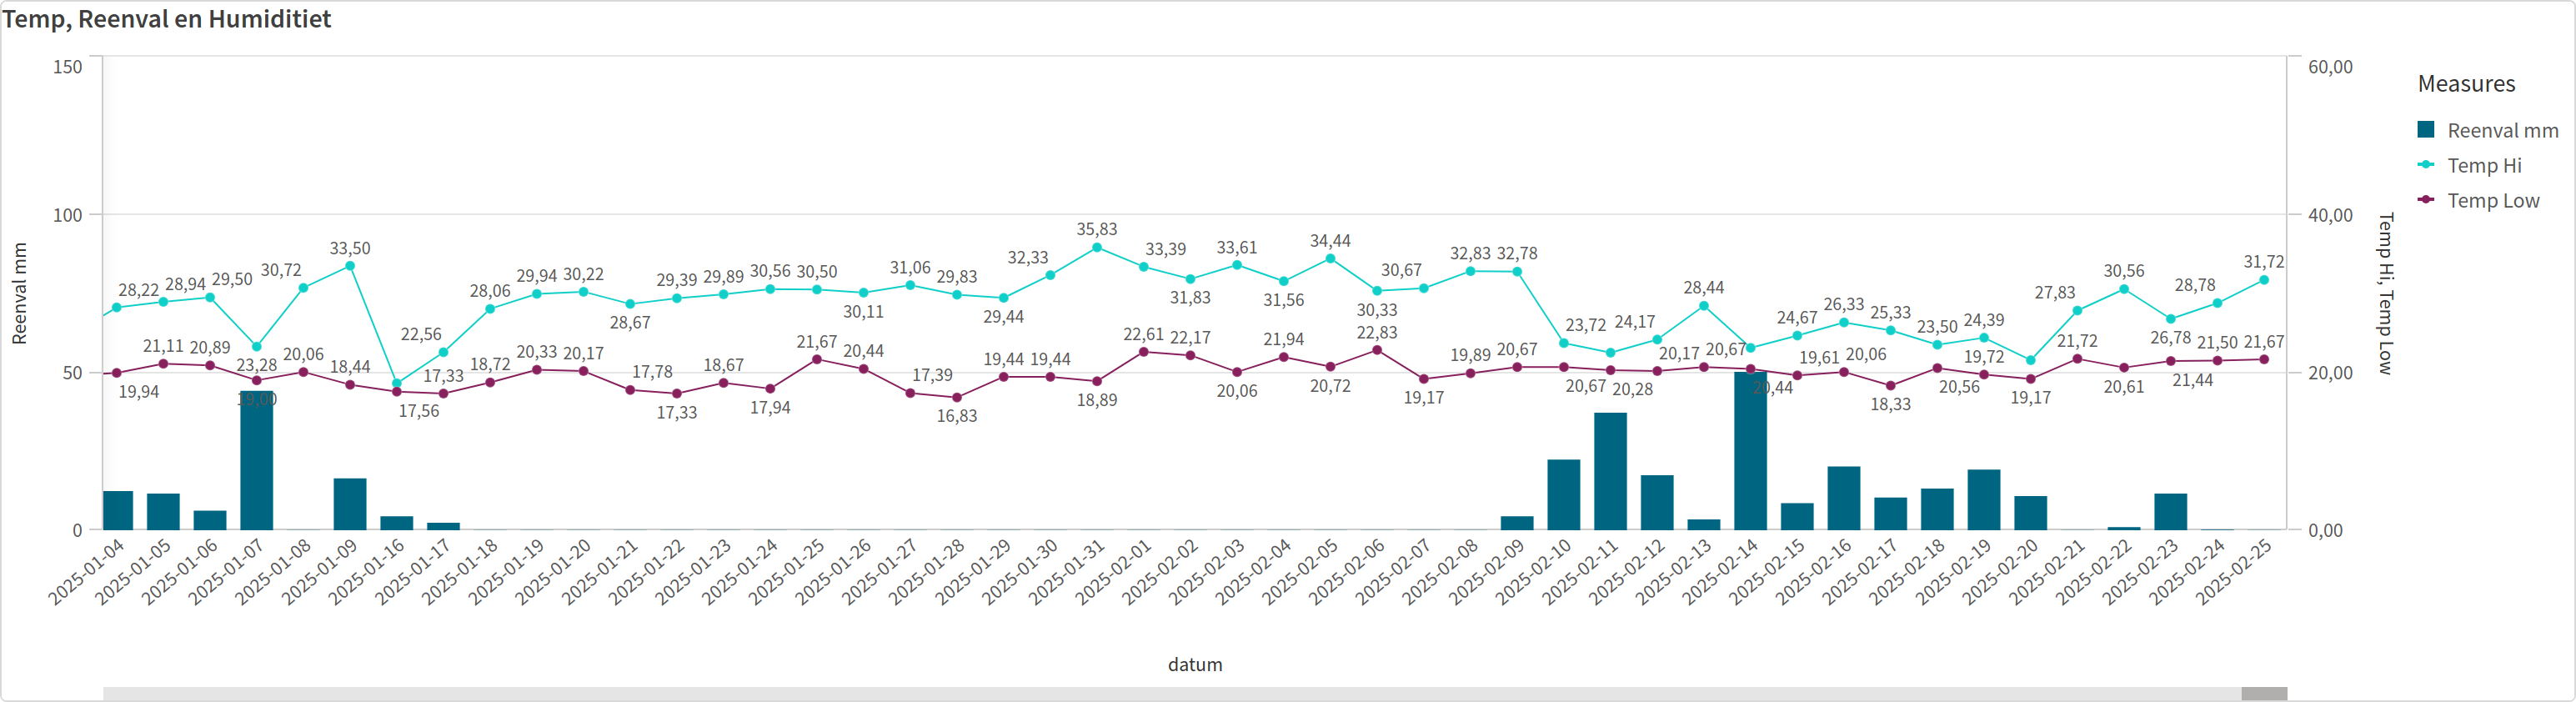 Temp, Reenval en Humiditiet
150
100
50
0
Reenval mm
60,00
40,00
20,00
0,00
Temp Hi, Temp Low
Measures
Reenval mm
Temp Hi
Temp Low
28,22 28,94 29,50 23,28 30,72 33,50 22,56 28,06 29,94 30,22 28,67 29,39 29,89 30,56 30,50 30,11 31,06 29,83 29,44 32,33 35,83 33,39 31,83 33,61 31,56 34,44 30,33 30,67 32,83 32,78 23,72 24,17 28,44 24,67 26,33 25,33 23,50 24,39 27,83 30,56 26,78 28,78 31,72
19,94 21,11 20,89 19,00 20,06 18,44 17,56 17,33 18,72 20,33 20,17 17,78 17,33 18,67 17,94 21,67 20,44 17,39 16,83 19,44 19,44 18,89 22,61 22,17 20,06 21,94 20,72 22,83 19,17 19,89 20,67 20,67 20,28 20,17 20,67 20,44 19,61 20,06 18,33 20,56 19,72 19,17 21,72 20,61 21,44 21,50 21,67
2025-01-04 2025-01-05 2025-01-06 2025-01-07 2025-01-08 2025-01-09 2025-01-16 2025-01-17 2025-01-18 2025-01-19 2025-01-20 2025-01-21 2025-01-22 2025-01-23 2025-01-24 2025-01-25 2025-01-26 2025-01-27 2025-01-28 2025-01-29 2025-01-30 2025-01-31 2025-02-01 2025-02-02 2025-02-03 2025-02-04 2025-02-05 2025-02-06 2025-02-07 2025-02-08 2025-02-09 2025-02-10 2025-02-11 2025-02-12 2025-02-13 2025-02-14 2025-02-15 2025-02-16 2025-02-17 2025-02-18 2025-02-19 2025-02-20 2025-02-21 2025-02-22 2025-02-23 2025-02-24 2025-02-25
datum